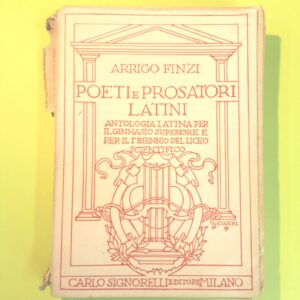 ARRIGO FINZI
POETI E PROSATORI
LATINI
ANTOLOGIA LATINA PER
IL GINNASIO SUPERIORE E
PER IL I° BIENNIO DEL LICEO
SCIENTIFICO
CARLO SIGNORELLI EDITORE MILANO